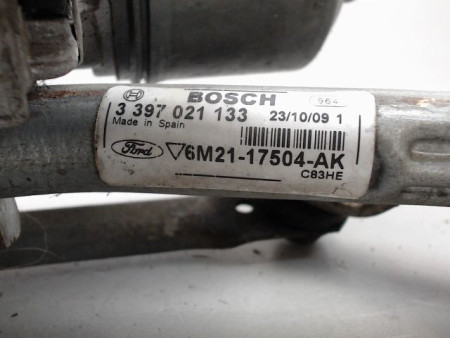 BOSCH 964
3 397 021 133 23/10/09 1
Made in Spain
Ford 6M21-17504-AK
C83HE